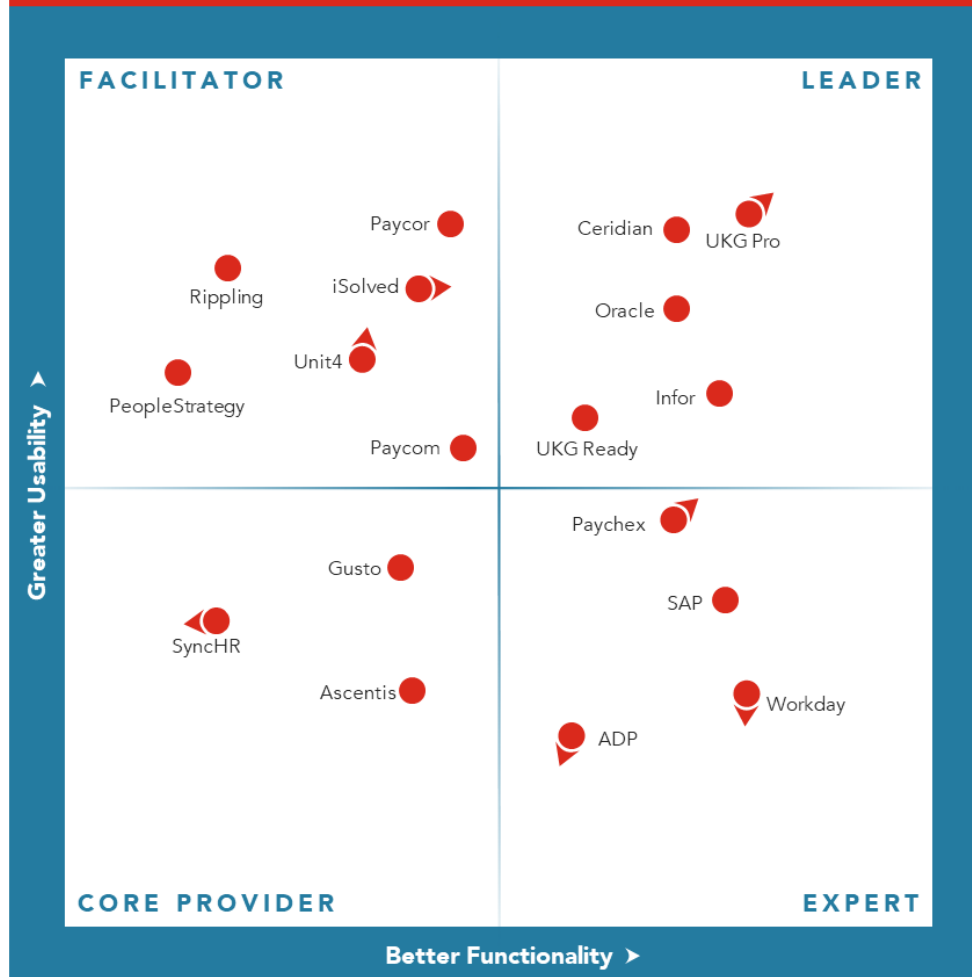 FACILITATOR
LEADER
Paycor
Ceridian
UKG Pro
Rippling
iSolved
Oracle
Unit4
PeopleStrategy
Infor
Paycom
UKG Ready
Greater Usability
Paychex
Gusto
SAP
SyncHR
Ascentis
Workday
ADP
CORE PROVIDER
EXPERT
Better Functionality